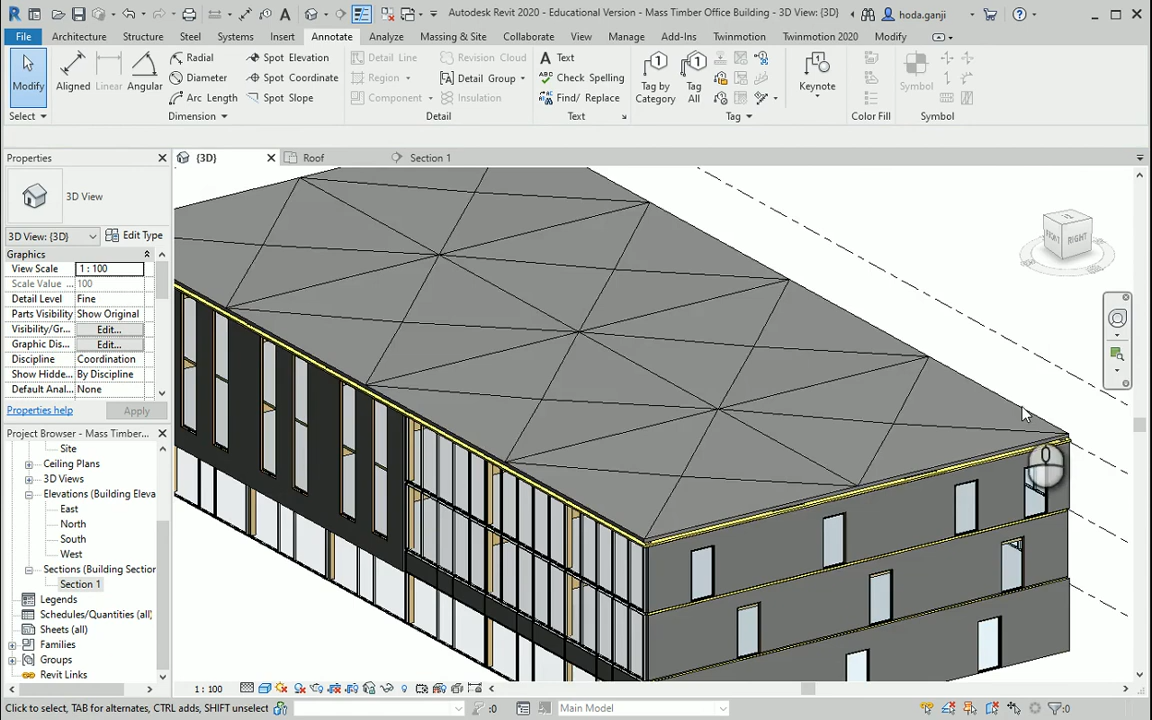 Autodesk Revit 2020 - Educational Version - Mass Timber Office Building - 3D View: {3D}
hoda.ganji
File Architecture Structure Steel Systems Insert Annotate Analyze Massing & Site Collaborate View Manage Add-Ins Twinmotion Twinmotion 2020 Modify
Modify
Select
Aligned
Linear
Angular
Radial
Diameter
Arc Length
Spot Elevation
Spot Coordinate
Spot Slope
Dimension
Detail Line
Region
Component
Revision Cloud
Detail Group
Insulation
Detail
Text
Check Spelling
Find/ Replace
Text
Tag by
Category
Tag
All
Tag
Keynote
Color Fill
Symbol
Symbol
Properties
{3D}
Roof
Section 1
3D View
3D View: {3D}
Edit Type
Graphics
View Scale 1 : 100
Scale Value ... 100
Detail Level Fine
Parts Visibility Show Original
Visibility/Gr... Edit...
Graphic Dis... Edit...
Discipline Coordination
Show Hidde... By Discipline
Default Anal... None
Properties help
Apply
Project Browser - Mass Timber...
Site
Ceiling Plans
3D Views
Elevations (Building Eleva
East
North
South
West
Sections (Building Section
Section 1
Legends
Schedules/Quantities (all)
Sheets (all)
Families
Groups
Revit Links
FRONT
RIGHT
1 : 100
Click to select, TAB for alternates, CTRL adds, SHIFT unselect
:0
Main Model
:0